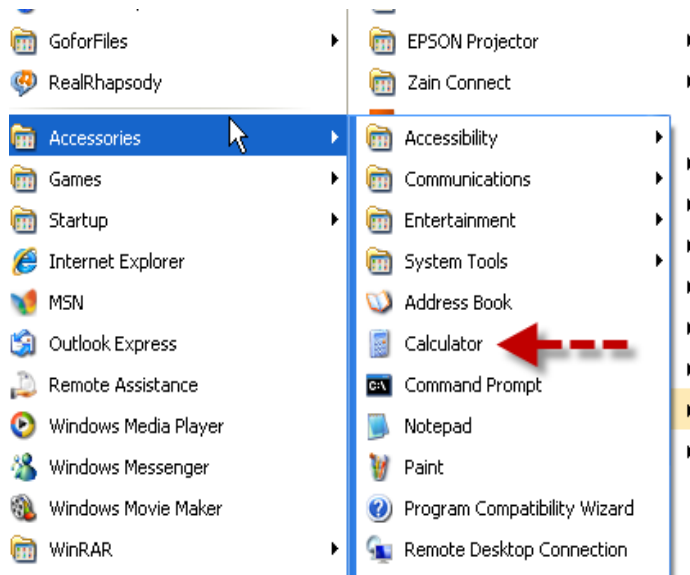 GoforFiles
RealRhapsody
Accessories
Games
Startup
Internet Explorer
MSN
Outlook Express
Remote Assistance
Windows Media Player
Windows Messenger
Windows Movie Maker
WinRAR
EPSON Projector
Zain Connect
Accessibility
Communications
Entertainment
System Tools
Address Book
Calculator
C:\
Command Prompt
Notepad
Paint
Program Compatibility Wizard
Remote Desktop Connection